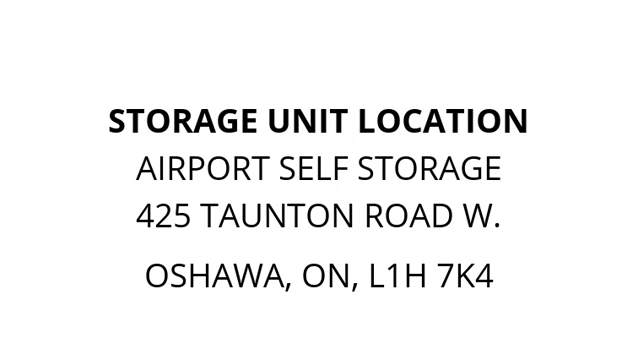 STORAGE UNIT LOCATION
AIRPORT SELF STORAGE
425 TAUNTON ROAD W.
OSHAWA, ON, L1H 7K4